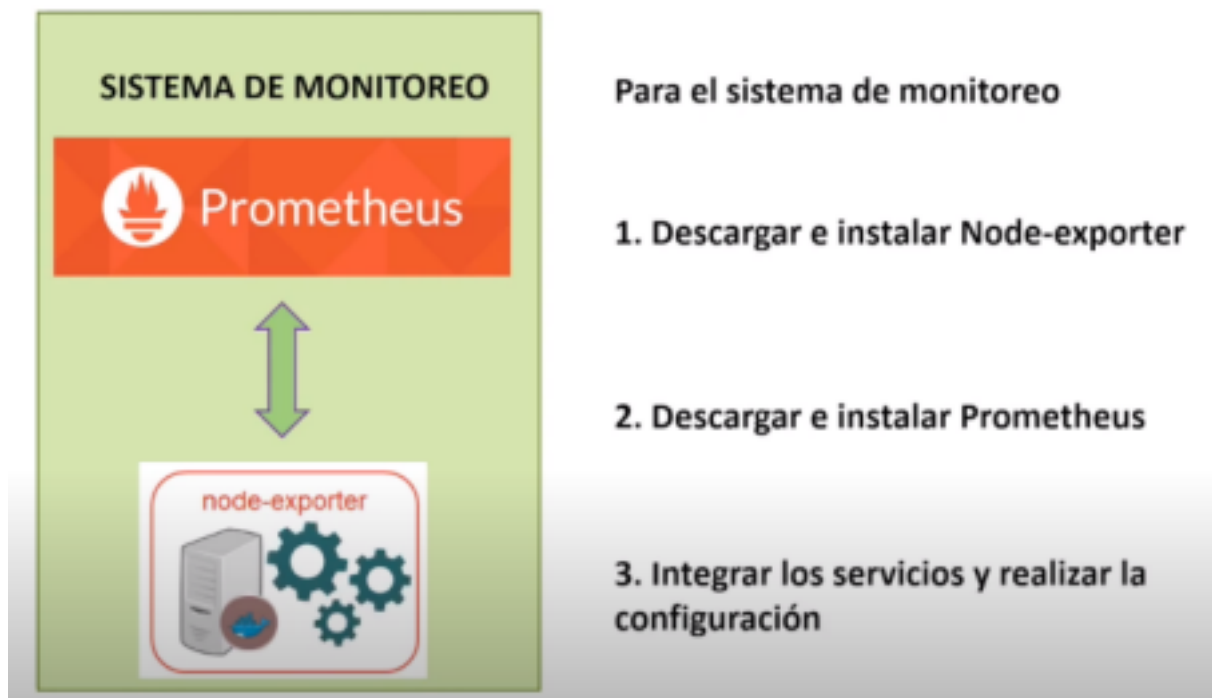 SISTEMA DE MONITOREO
Prometheus
node-exporter
Para el sistema de monitoreo
1. Descargar e instalar Node-exporter
2. Descargar e instalar Prometheus
3. Integrar los servicios y realizar la
configuración